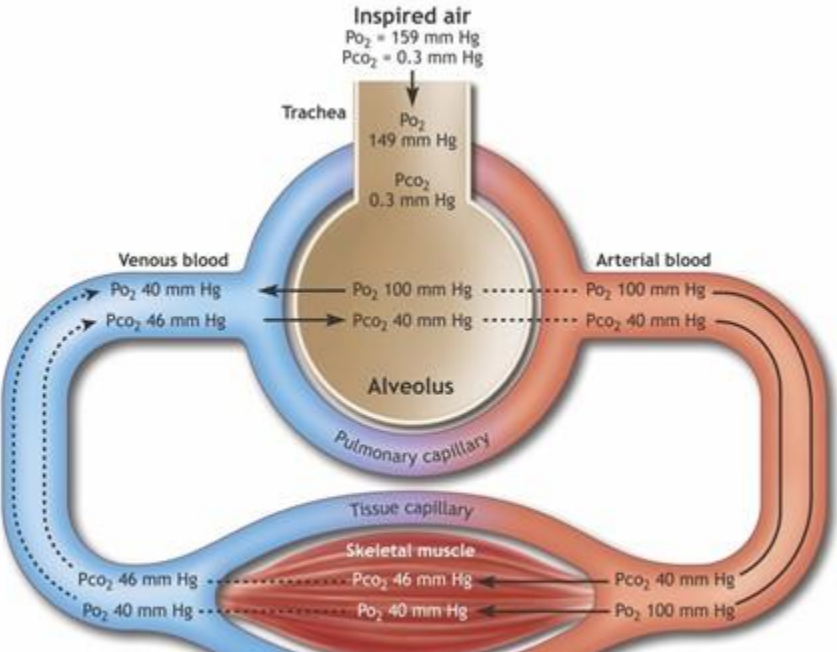 Inspired air
Po₂ = 159 mm Hg
Pco₂ = 0.3 mm Hg
Trachea
Po₂
149 mm Hg
Pco₂
0.3 mm Hg
Venous blood
Arterial blood
Po₂ 40 mm Hg
Po₂ 100 mm Hg
Po₂ 100 mm Hg
Pco₂ 46 mm Hg
Pco₂ 40 mm Hg
Pco₂ 40 mm Hg
Alveolus
Pulmonary capillary
Tissue capillary
Skeletal muscle
Pco₂ 46 mm Hg
Pco₂ 46 mm Hg
Pco₂ 40 mm Hg
Po₂ 40 mm Hg
Po₂ 40 mm Hg
Po₂ 100 mm Hg